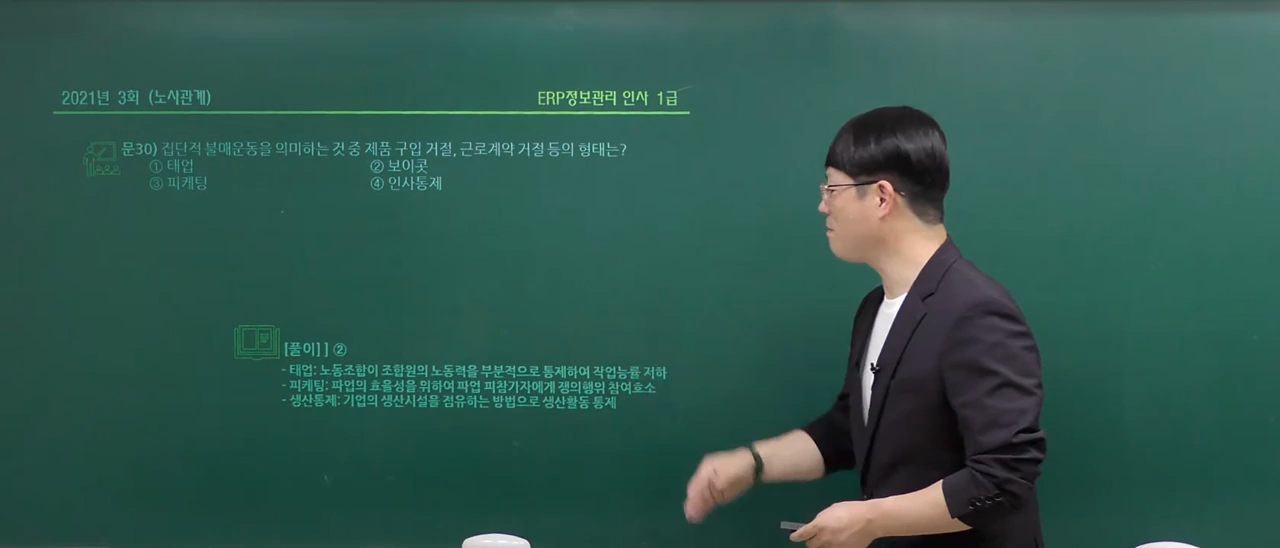 2021년 3회 (노사관계)
ERP정보관리 인사 1급
문30) 집단적 불매운동을 의미하는 것 중 제품 구입 거절, 근로계약 거절 등의 형태는?
① 태업 ② 보이콧
③ 피케팅 ④ 인사통제
[풀이] ] ②
- 태업: 노동조합이 조합원의 노동력을 부분적으로 통제하여 작업능률 저하
- 피케팅: 파업의 효율성을 위하여 파업 피참가자에게 쟁의행위 참여호소
- 생산통제: 기업의 생산시설을 점유하는 방법으로 생산활동 통제